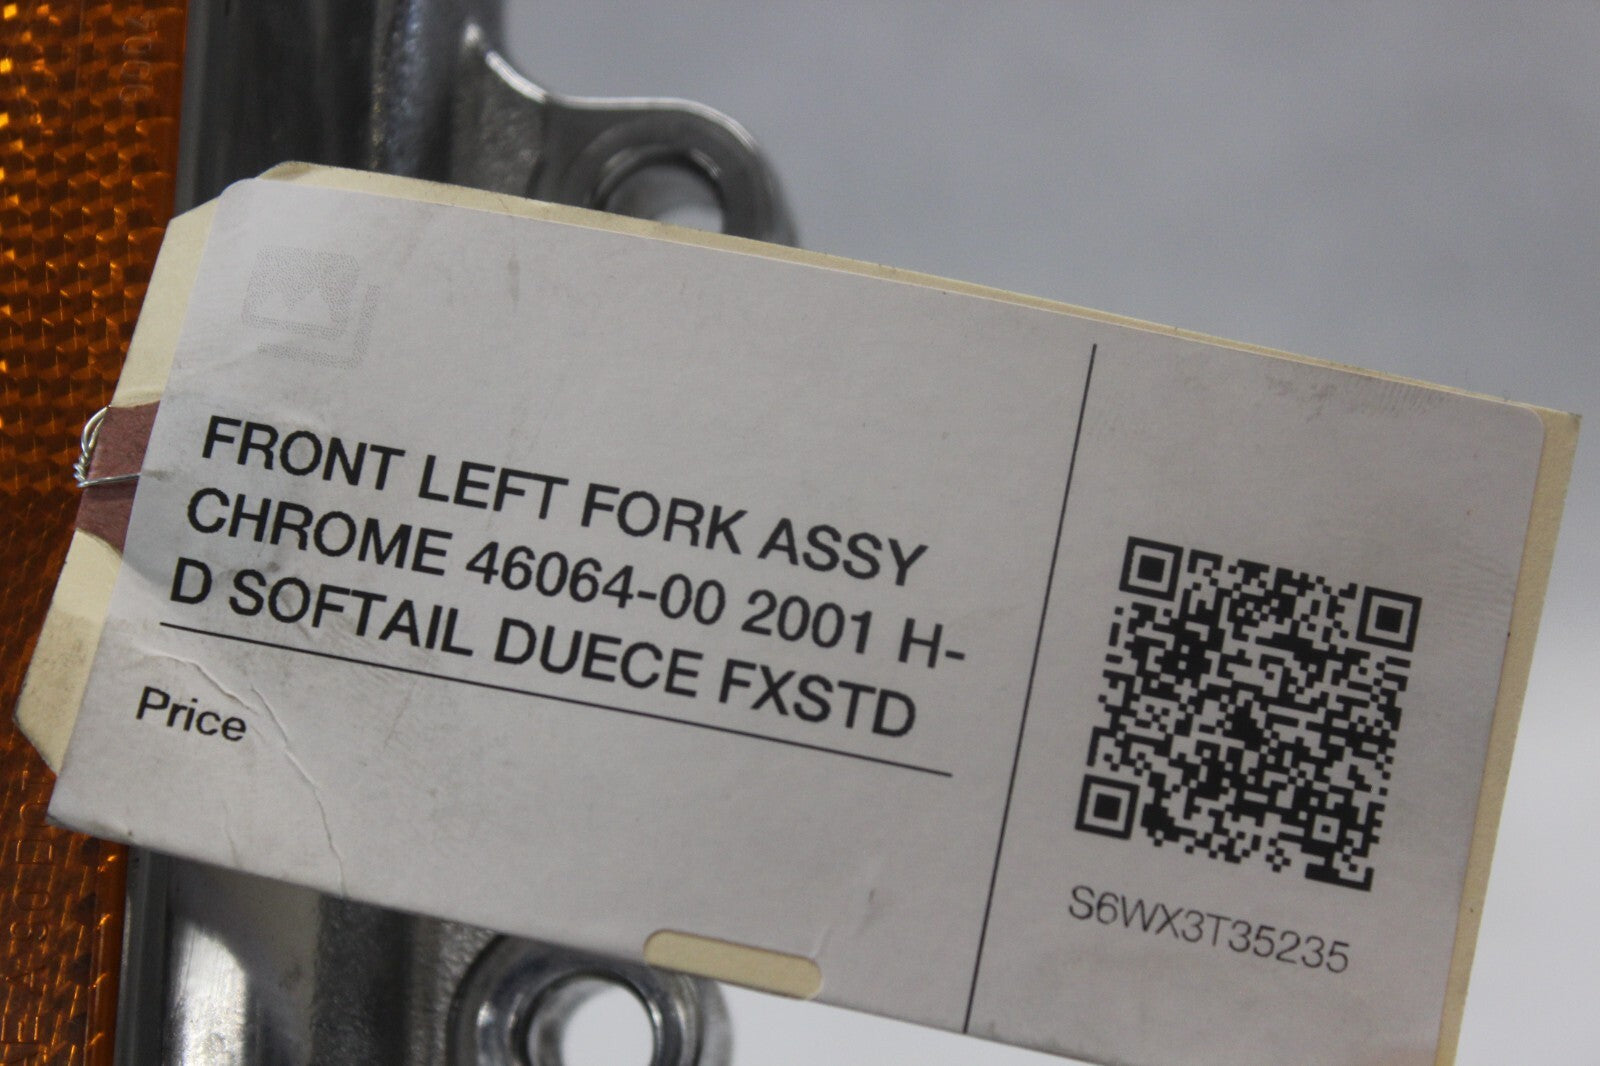 FRONT LEFT FORK ASSY
CHROME 46064-00 2001 H-
D SOFTAIL DUECE FXSTD
Price
S6WX3T35235